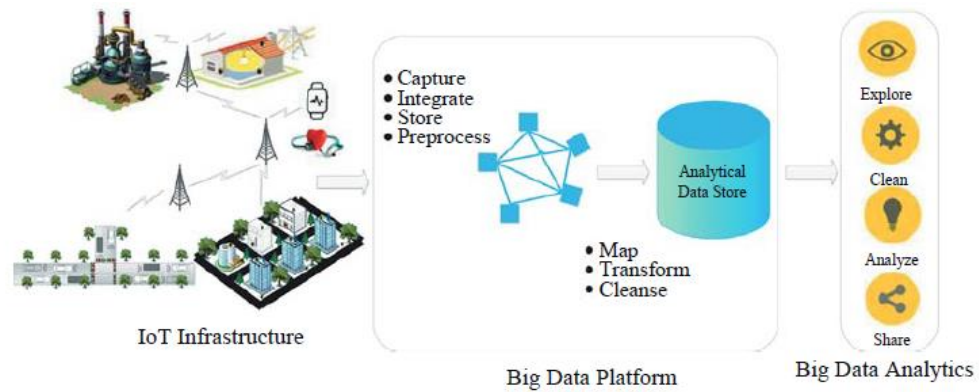 • Capture
• Integrate
• Store
• Preprocess
Analytical
Data Store
• Map
• Transform
• Cleanse
Explore
Clean
Analyze
Share
IoT Infrastructure
Big Data Platform
Big Data Analytics